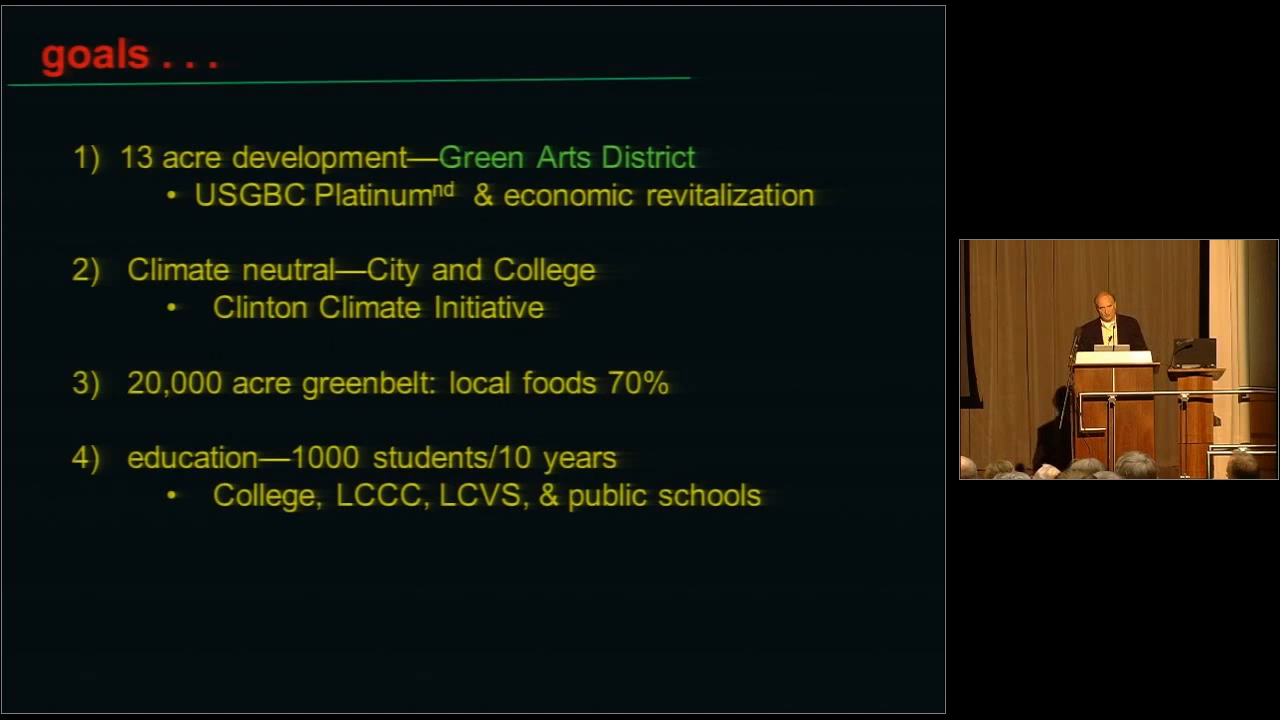 goals . . .
1) 13 acre development—Green Arts District
• USGBC Platinumnd & economic revitalization
2) Climate neutral—City and College
• Clinton Climate Initiative
3) 20,000 acre greenbelt: local foods 70%
4) education—1000 students/10 years
• College, LCCC, LCVS, & public schools